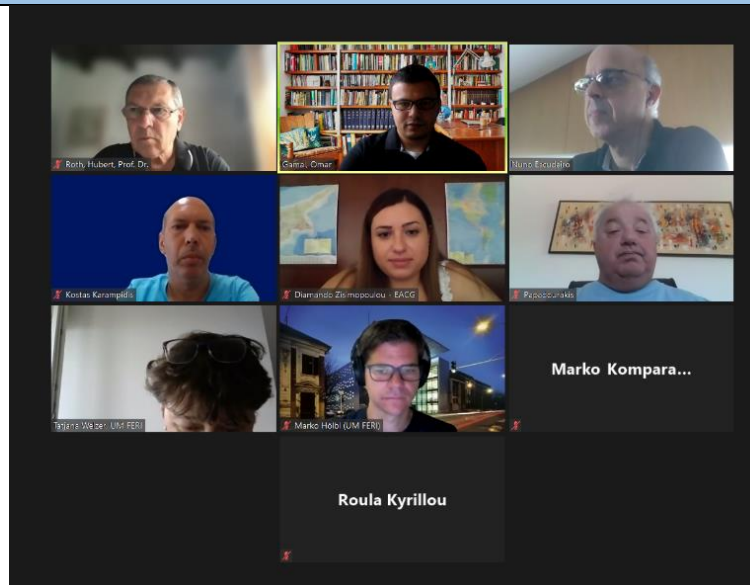 Roth, Hubert, Prof. Dr.
Gamal, Omar
Nuno Escudeiro
Kostas Karampidis
Diamando Zisimopoulou - EACG
Papadourakis
Tatjana Welzer, UM FERI
Marko Hölbl (UM FERI)
Marko Kompara...
Roula Kyrillou